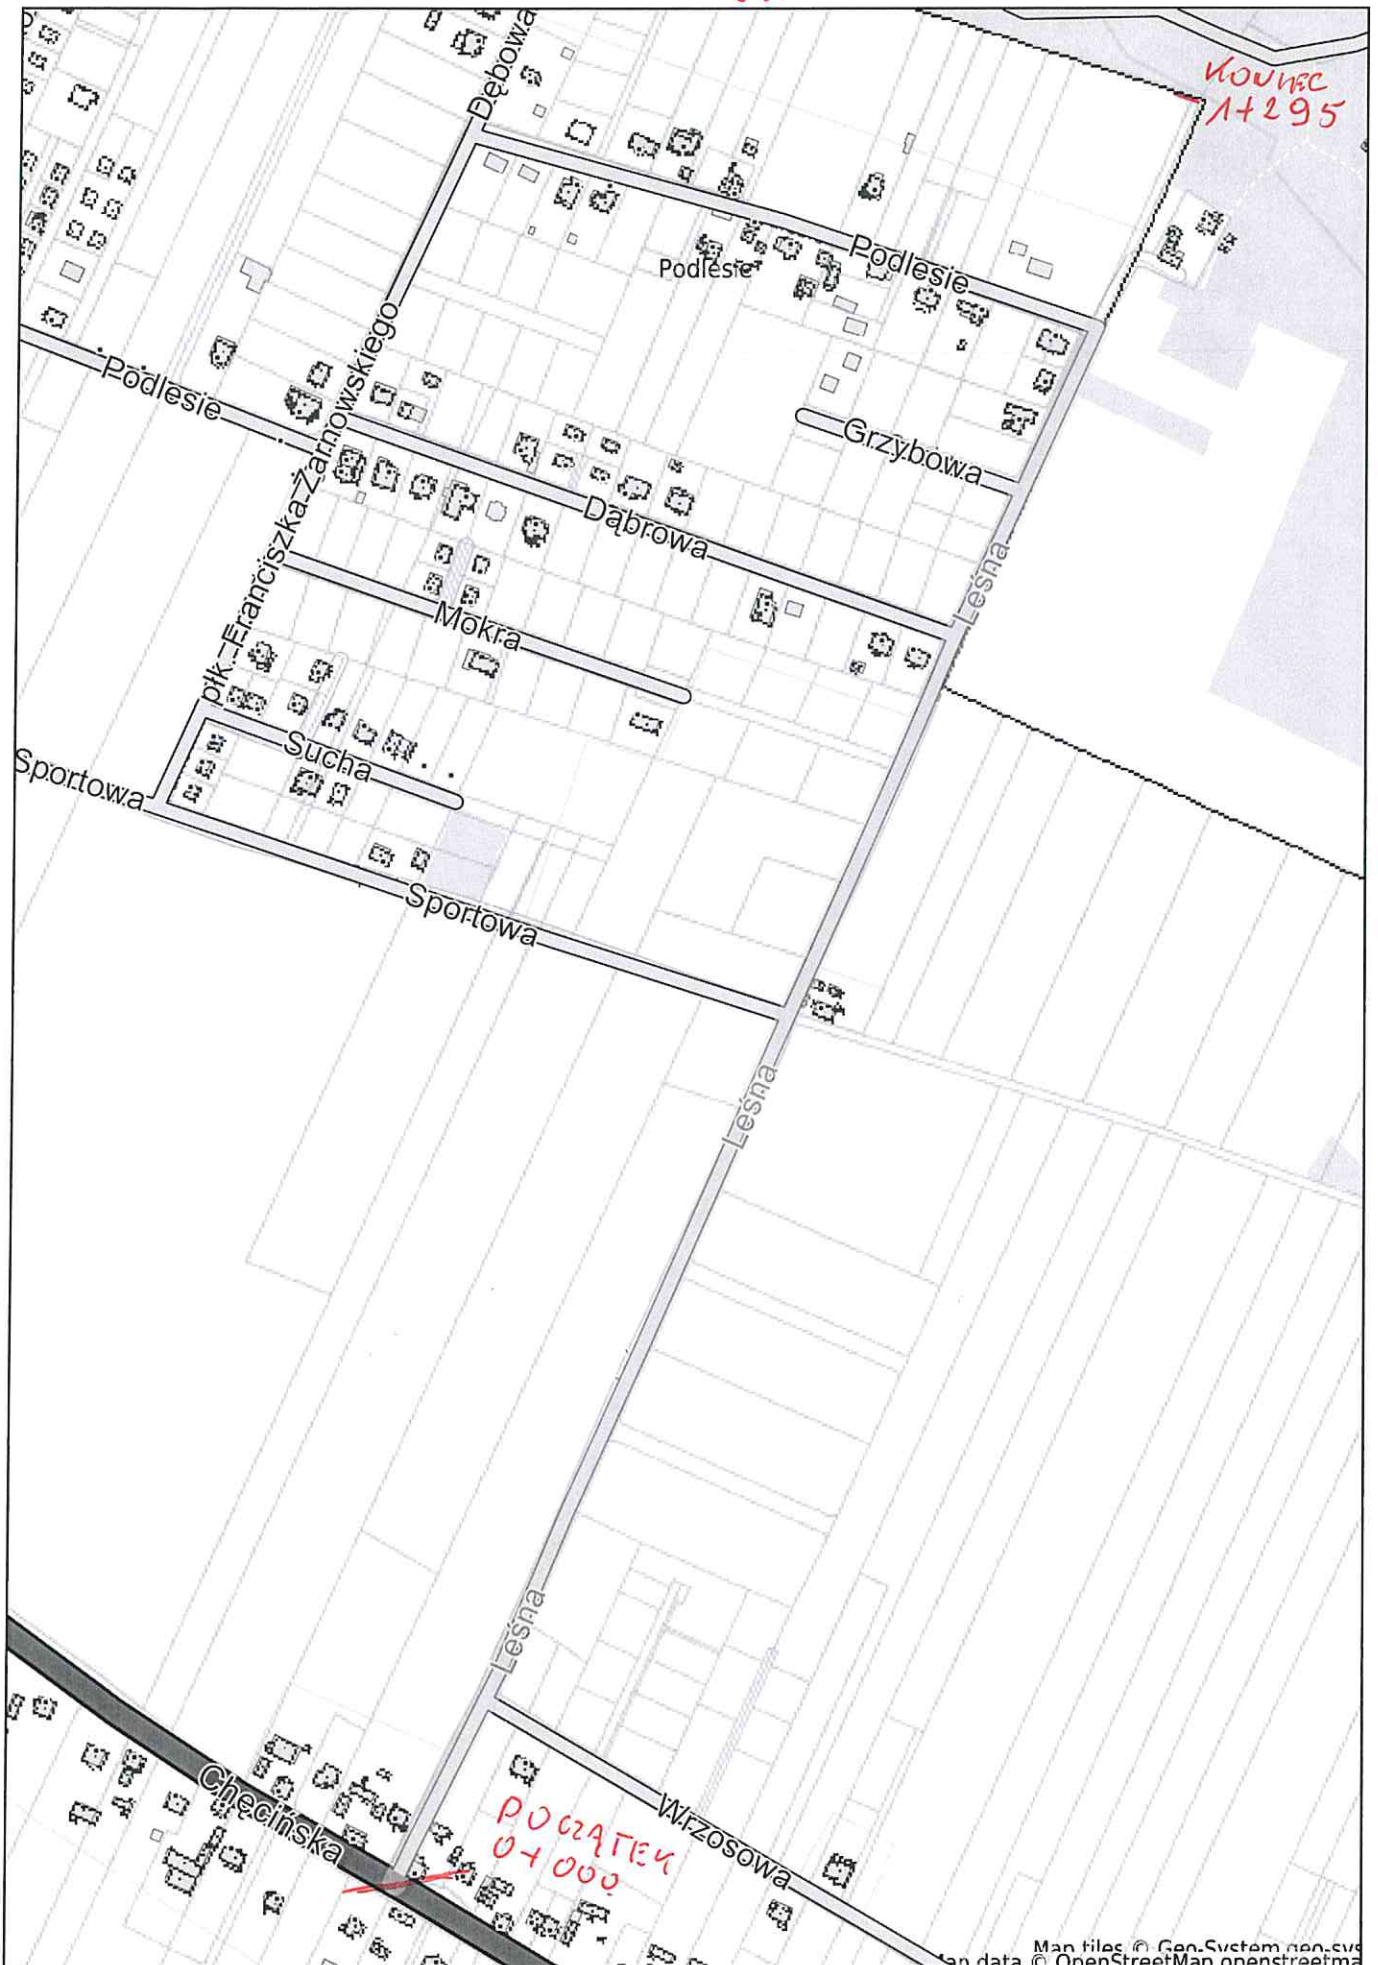 Dębowa
KONIEC
1+295
Podlesie
Podlesie
płk. Franciszka Żarnowskiego
Podlesie
Grzybowa
Dąbrowa
Leśna
Mokra
Sucha
Sportowa
Sportowa
Leśna
Leśna
Chęcińska
POCZĄTEK
0+000
Wrzosowa
Map tiles © Geo-System geo-sys
Map data © OpenStreetMap openstreetma